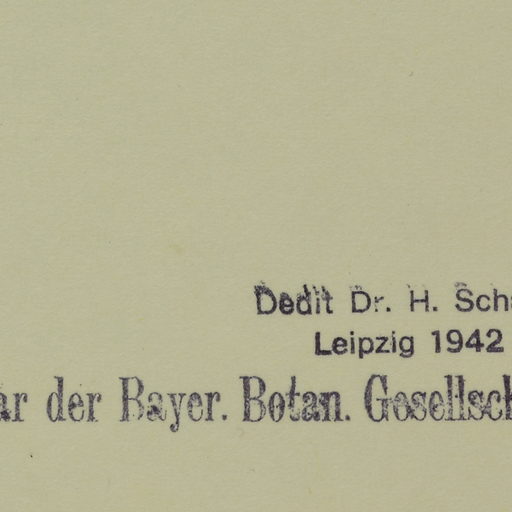 Dedit Dr. H. Sch
Leipzig 1942
ar der Bayer. Botan. Gesellsch